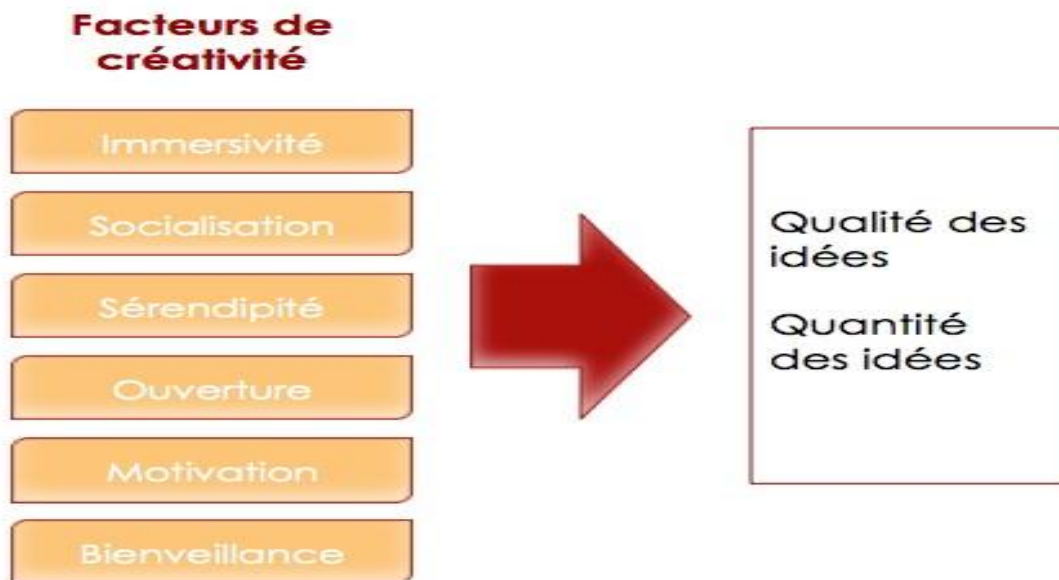 Facteurs de
créativité
Immersivité
Socialisation
Sérendipité
Ouverture
Motivation
Bienveillance
Qualité des
idées
Quantité
des idées